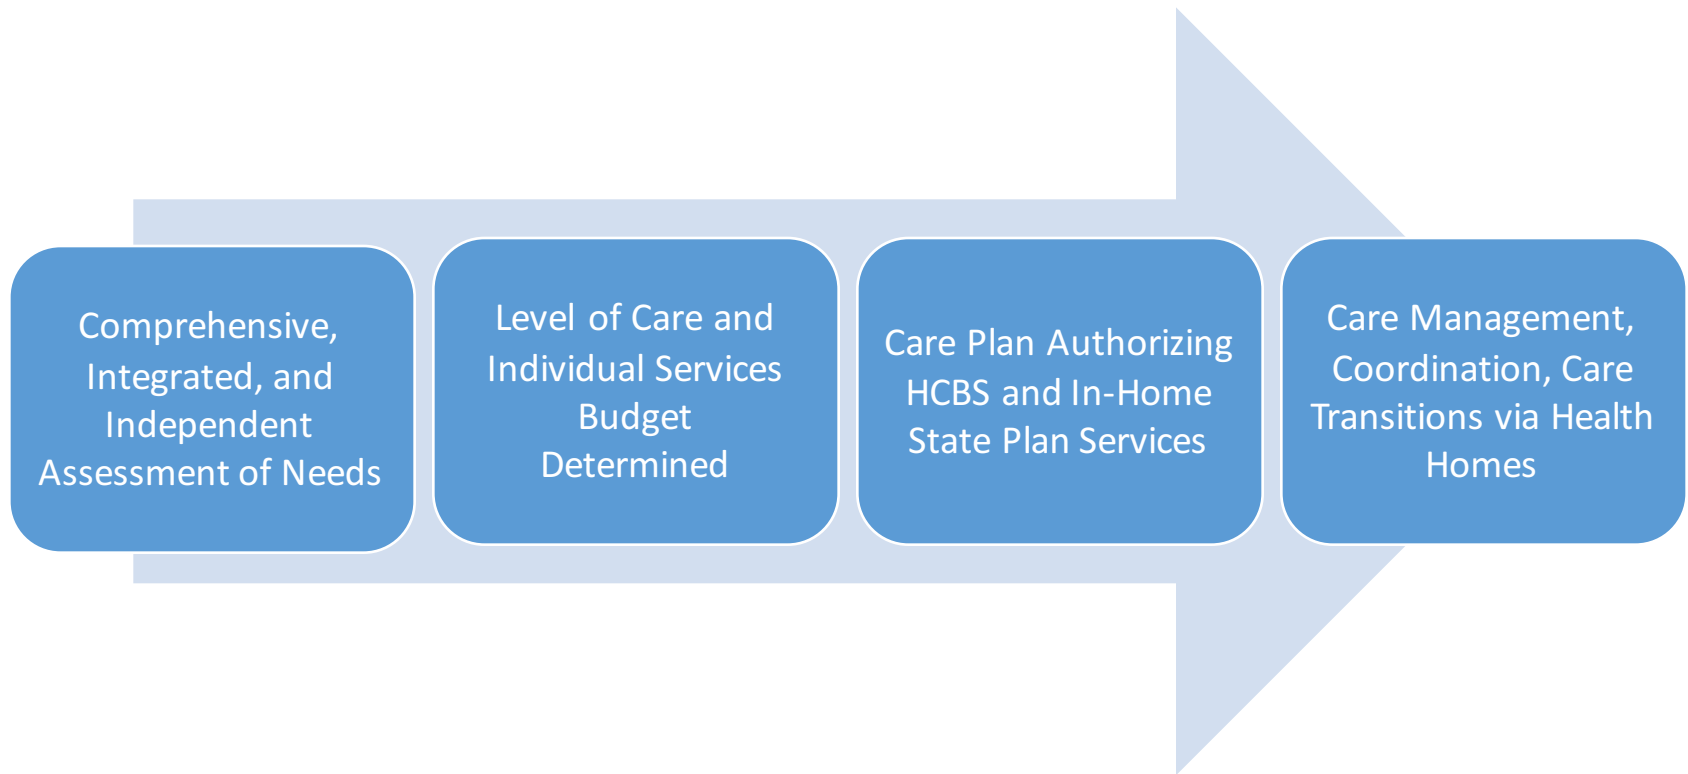 Comprehensive,
Integrated, and
Independent
Assessment of Needs
Level of Care and
Individual Services
Budget
Determined
Care Plan Authorizing
HCBS and In-Home
State Plan Services
Care Management,
Coordination, Care
Transitions via Health
Homes